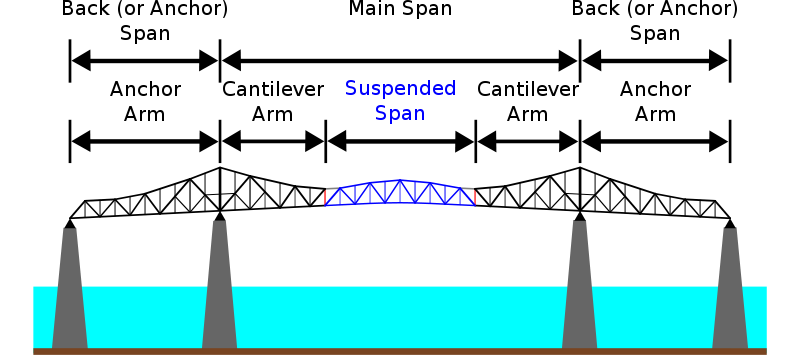 Back (or Anchor)
Span
Main Span
Back (or Anchor)
Span
Anchor
Arm
Cantilever
Arm
Suspended
Span
Cantilever
Arm
Anchor
Arm